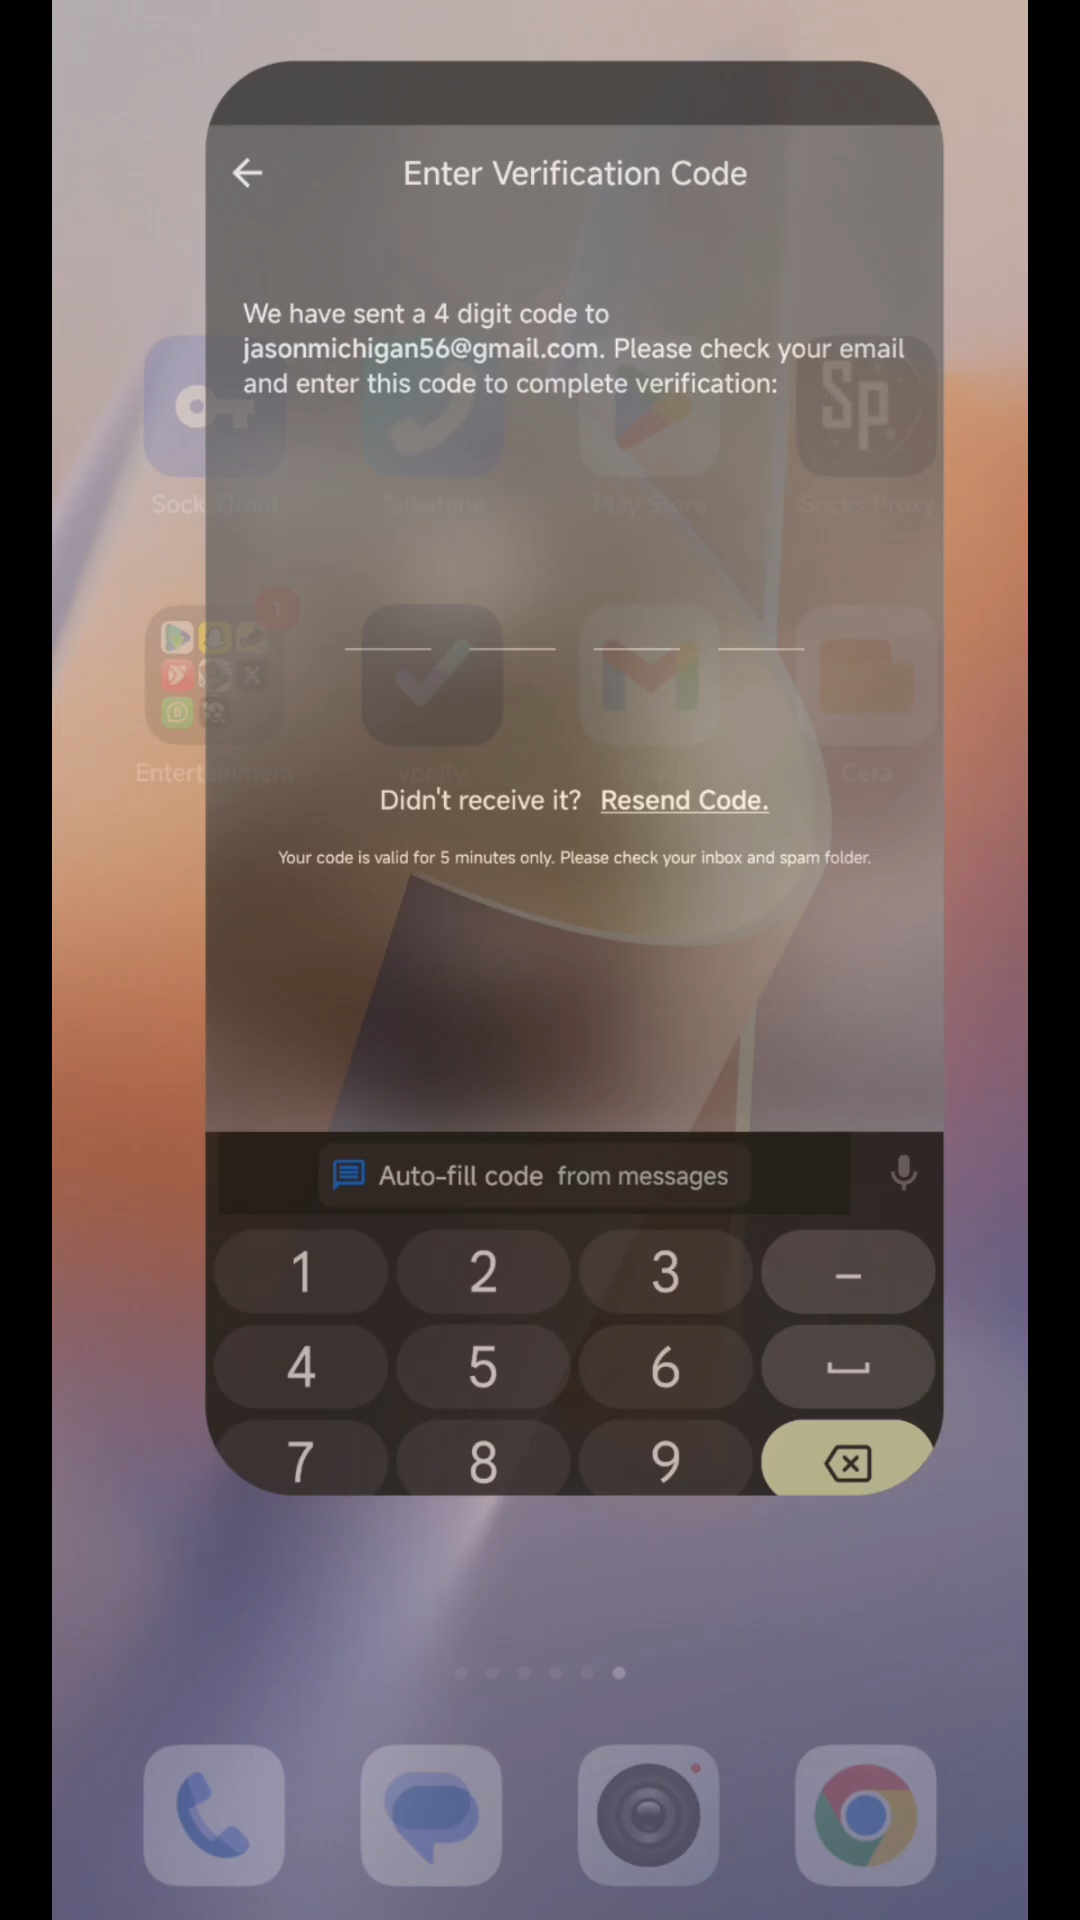 Enter Verification Code
We have sent a 4 digit code to
jasonmichigan56@gmail.com. Please check your email
and enter this code to complete verification:
Sp
SocksDroid
Talkatone
Play Store
Socks Proxy
1
Entertainment
vpnify
Gmail
Cera
Didn't receive it? Resend Code.
Your code is valid for 5 minutes only. Please check your inbox and spam folder.
Auto-fill code from messages
1 2 3 –
4 5 6
7 8 9